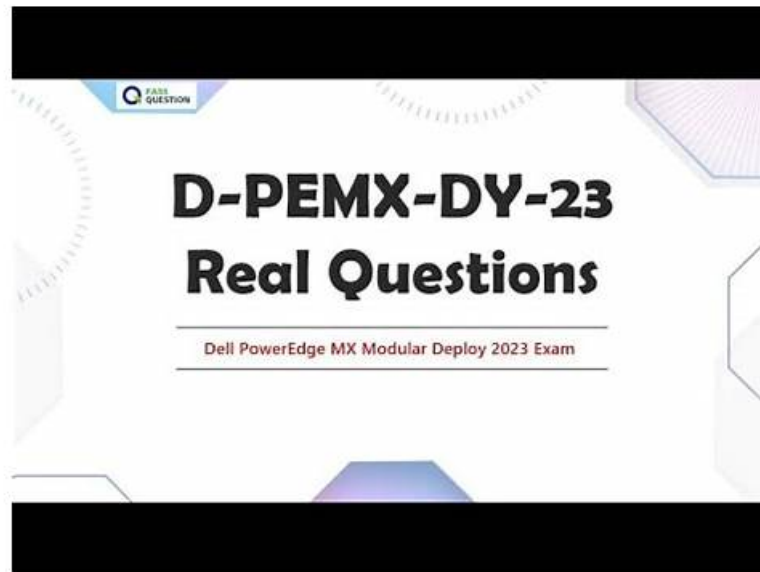 PASS
QUESTION
D-PEMX-DY-23
Real Questions
Dell PowerEdge MX Modular Deploy 2023 Exam